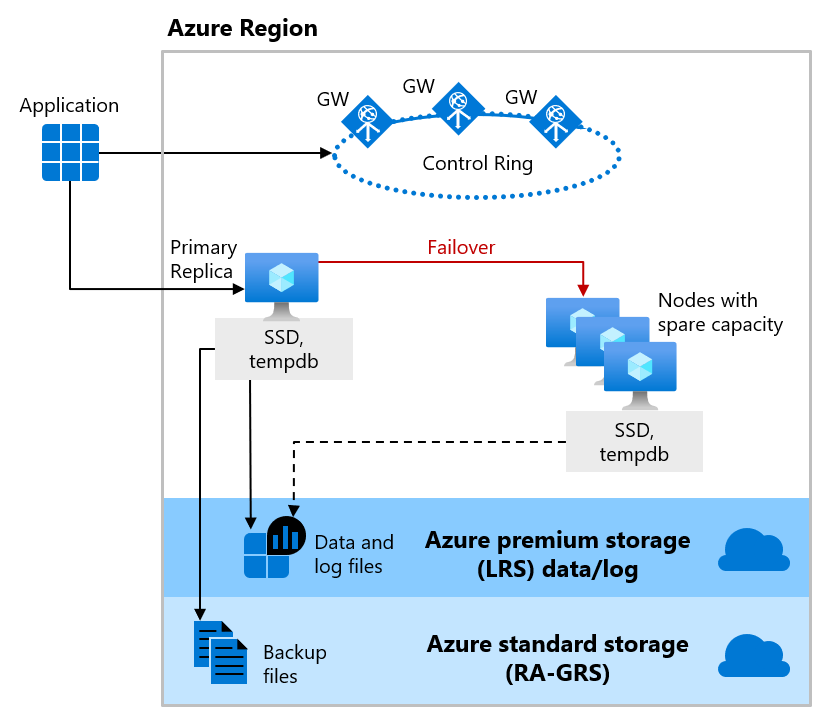 Azure Region
Application
GW
GW
GW
Control Ring
Primary
Replica
Failover
Nodes with
spare capacity
SSD,
tempdb
SSD,
tempdb
Data and
log files
Azure premium storage
(LRS) data/log
Backup
files
Azure standard storage
(RA-GRS)